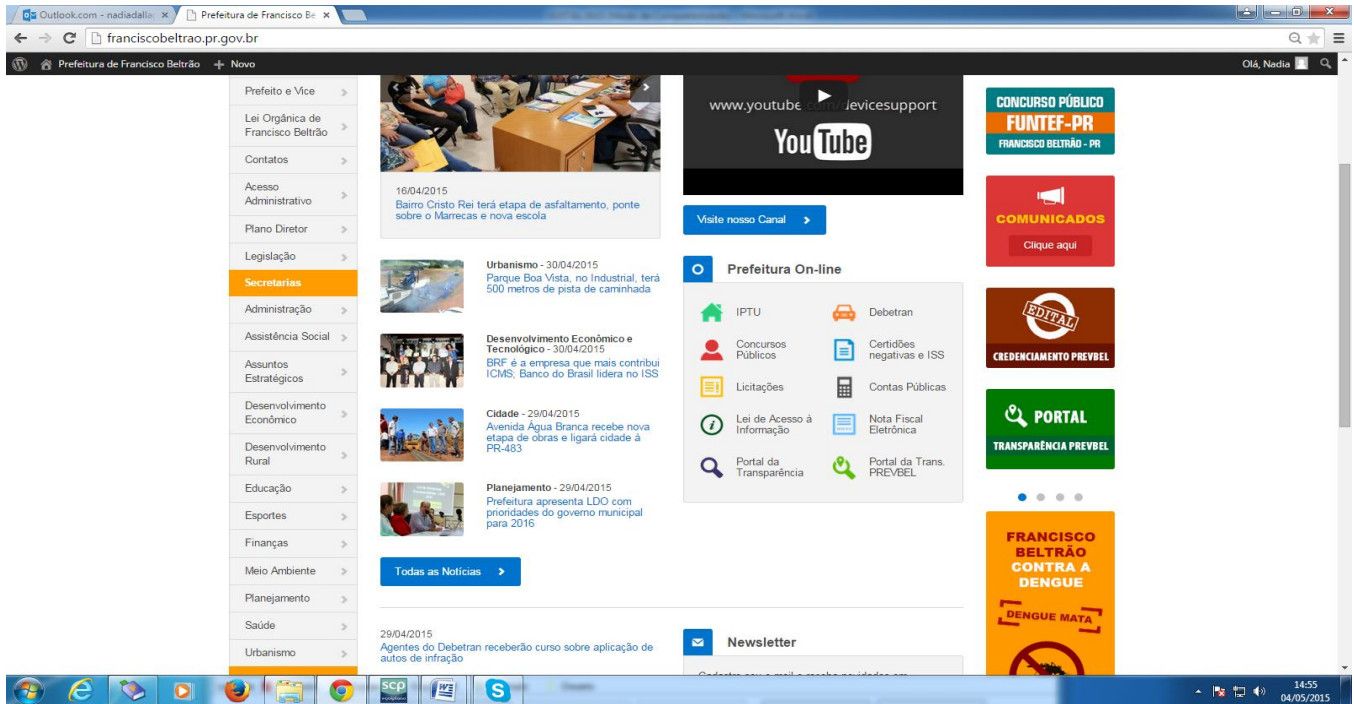 Outlook.com - nadiadalla
Prefeitura de Francisco Be
franciscobeltrao.pr.gov.br
Prefeitura de Francisco Beltrão
+ Novo
Olá, Nadia
Prefeito e Vice
Lei Orgânica de
Francisco Beltrão
Contatos
Acesso
Administrativo
Plano Diretor
Legislação
Secretarias
Administração
Assistência Social
Assuntos
Estratégicos
Desenvolvimento
Econômico
Desenvolvimento
Rural
Educação
Esportes
Finanças
Meio Ambiente
Planejamento
Saúde
Urbanismo
16/04/2015
Bairro Cristo Rei terá etapa de asfaltamento, ponte
sobre o Marrecas e nova escola
Urbanismo - 30/04/2015
Parque Boa Vista, no Industrial, terá
500 metros de pista de caminhada
Desenvolvimento Econômico e
Tecnológico - 30/04/2015
BRF é a empresa que mais contribui
ICMS; Banco do Brasil lidera no ISS
Cidade - 29/04/2015
Avenida Água Branca recebe nova
etapa de obras e ligará cidade à
PR-483
Planejamento - 29/04/2015
Prefeitura apresenta LDO com
prioridades do governo municipal
para 2016
Todas as Notícias
29/04/2015
Agentes do Debetran receberão curso sobre aplicação de
autos de infração
www.youtube.com/devicesupport
YouTube
Visite nosso Canal
Prefeitura On-line
IPTU
Debetran
Concursos
Públicos
Certidões
negativas e ISS
Licitações
Contas Públicas
Lei de Acesso à
Informação
Nota Fiscal
Eletrônica
Portal da
Transparência
Portal da Trans.
PREVBEL
Newsletter
CONCURSO PÚBLICO
FUNTEF-PR
FRANCISCO BELTRÃO - PR
COMUNICADOS
Clique aqui
EDITAL
CREDENCIAMENTO PREVBEL
PORTAL
TRANSPARÊNCIA PREVBEL
FRANCISCO
BELTRÃO
CONTRA A
DENGUE
DENGUE MATA
scp
14:55
04/05/2015